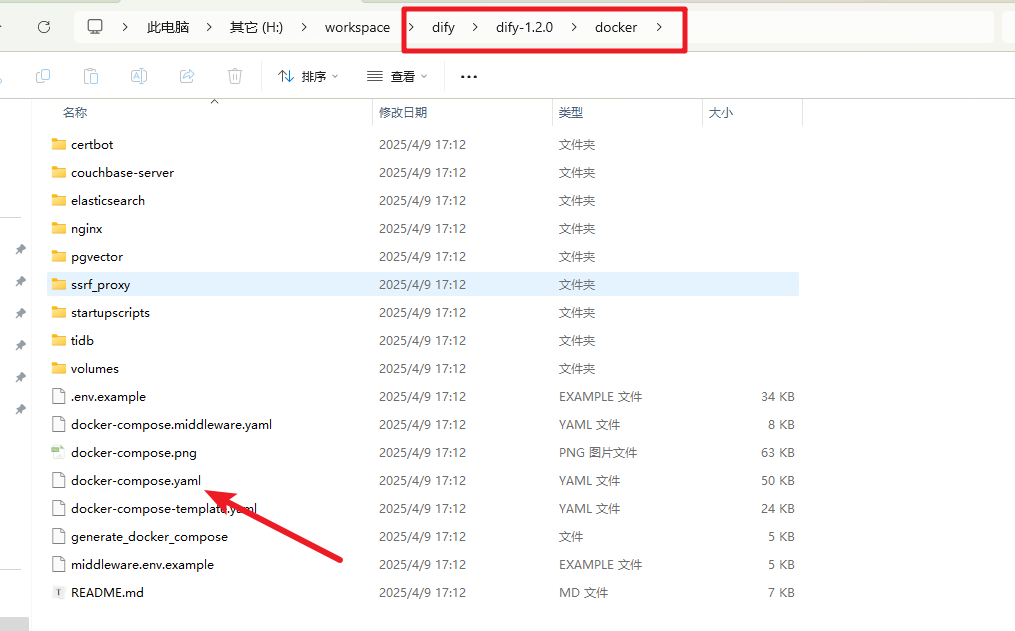 此电脑 > 其它 (H:) > workspace > dify > dify-1.2.0 > docker >
排序 查看 ...
名称 修改日期 类型 大小
certbot 2025/4/9 17:12 文件夹
couchbase-server 2025/4/9 17:12 文件夹
elasticsearch 2025/4/9 17:12 文件夹
nginx 2025/4/9 17:12 文件夹
pgvector 2025/4/9 17:12 文件夹
ssrf_proxy 2025/4/9 17:12 文件夹
startupscripts 2025/4/9 17:12 文件夹
tidb 2025/4/9 17:12 文件夹
volumes 2025/4/9 17:12 文件夹
.env.example 2025/4/9 17:12 EXAMPLE 文件 34 KB
docker-compose.middleware.yaml 2025/4/9 17:12 YAML 文件 8 KB
docker-compose.png 2025/4/9 17:12 PNG 图片文件 63 KB
docker-compose.yaml 2025/4/9 17:12 YAML 文件 50 KB
docker-compose-template.yaml 2025/4/9 17:12 YAML 文件 24 KB
generate_docker_compose 2025/4/9 17:12 文件 5 KB
middleware.env.example 2025/4/9 17:12 EXAMPLE 文件 5 KB
README.md 2025/4/9 17:12 MD 文件 7 KB